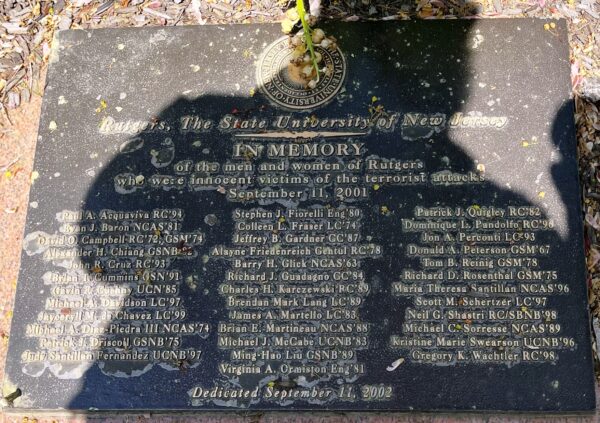 Rutgers, The State University of New Jersey
IN MEMORY
of the men and women of Rutgers
who were innocent victims of the terrorist attacks
September 11, 2001
Paul A. Acquaviva RC'94
Ryan J. Baron NCAS'81
David O. Campbell RC'72, GSM'74
Alexander H. Chiang GSNB'88
John R. Cruz RC'93
Cummins
UCN'85
Michael A. Davidson LC'97
Jayceryll M. de Chavez LC'99
Michael A. Diaz-Piedra III NCAS'74
Patrick J. Driscoll GSNB'75
Judy Santillan Fernandez UCNB'97
Stephen J. Fiorelli Eng'80
Colleen L. Fraser LC'74
Jeffrey B. Gardner CC'87
Alayne Friedenreich Gentul RC'78
Barry H. Glick NCAS'63
Richard J. Guadagno CC'84
Charles H. Karczewski RC'89
Brendan Mark Lang LC'89
James A. Martello LC'83
Brian E. Martineau NCAS'88
Michael J. McCabe UCNB'83
Ming-Hao Liu GSNB'89
Virginia A. Ormiston Eng'81
Patrick J. Quigley RC'82
Dominique L. Pandolfo RC'96
Jon A. Perconti LC'93
Donald A. Peterson GSM'67
Tom B. Reinig GSM'78
Richard D. Rosenthal GSM'75
Maria Theresa Santillan NCAS'96
Scott M. Schertzer LC'97
Neil G. Shastri RC/SBNB'98
Michael C. Sorresse NCAS'89
Kristine Marie Swearson UCNB'96
Gregory K. Wachtler RC'98
Dedicated September 11, 2002